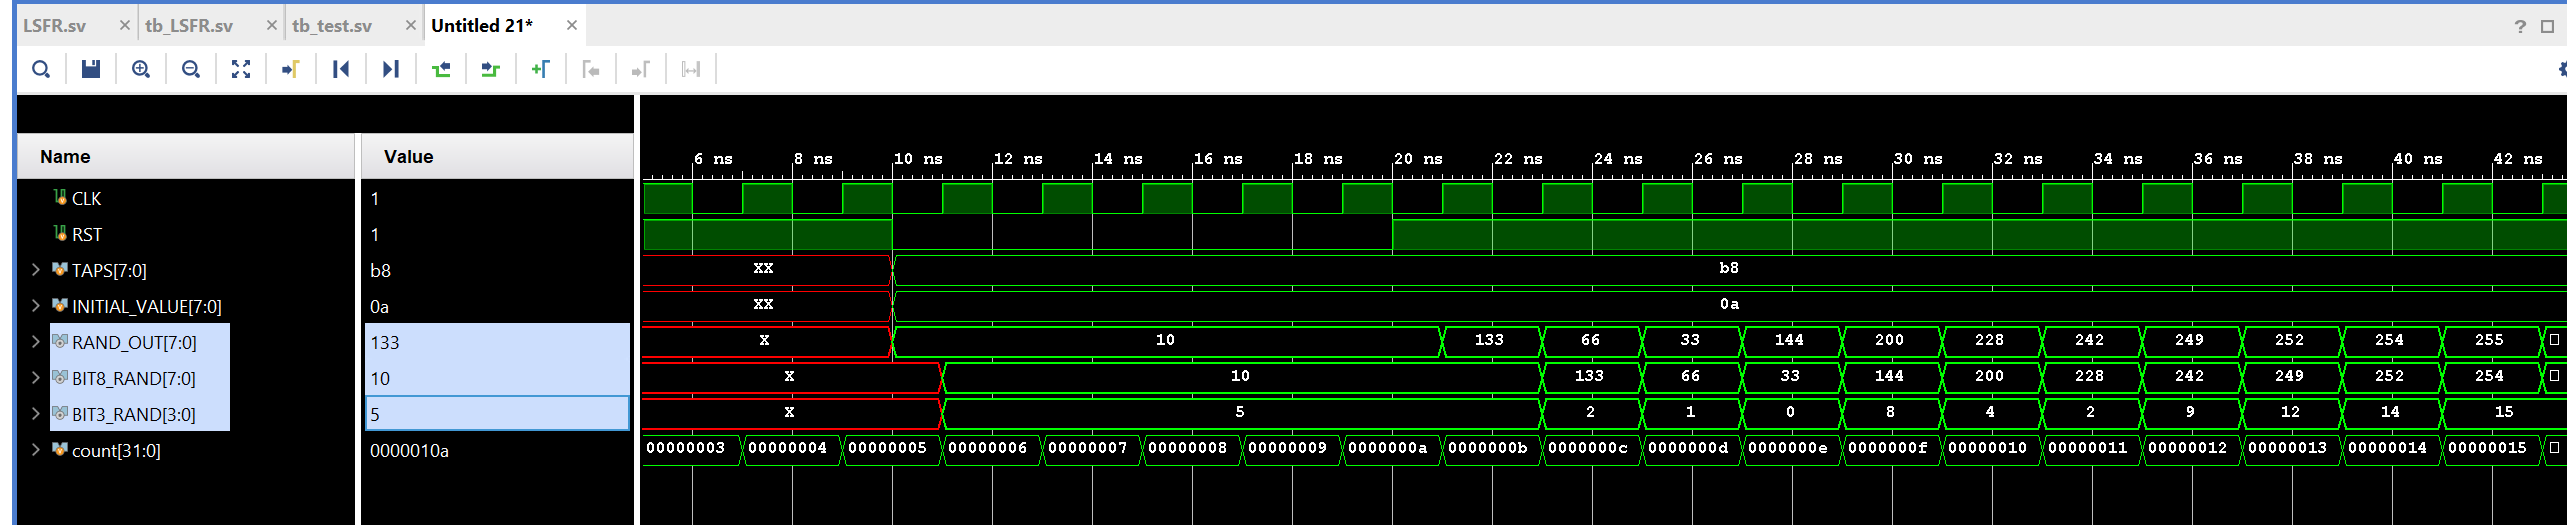 LSFR.sv × tb_LSFR.sv × tb_test.sv × Untitled 21* × ?
Name Value 6 ns 8 ns 10 ns 12 ns 14 ns 16 ns 18 ns 20 ns 22 ns 24 ns 26 ns 28 ns 30 ns 32 ns 34 ns 36 ns 38 ns 40 ns 42 ns
CLK 1
RST 1
TAPS[7:0] b8 XX b8
INITIAL_VALUE[7:0] 0a XX 0a
RAND_OUT[7:0] 133 X 10 133 66 33 144 200 228 242 249 252 254 255
BIT8_RAND[7:0] 10 X 10 133 66 33 144 200 228 242 249 252 254
BIT3_RAND[3:0] 5 X 5 2 1 0 8 4 2 9 12 14 15
count[31:0] 0000010a 00000003 00000004 00000005 00000006 00000007 00000008 00000009 0000000a 0000000b 0000000c 0000000d 0000000e 0000000f 00000010 00000011 00000012 00000013 00000014 00000015